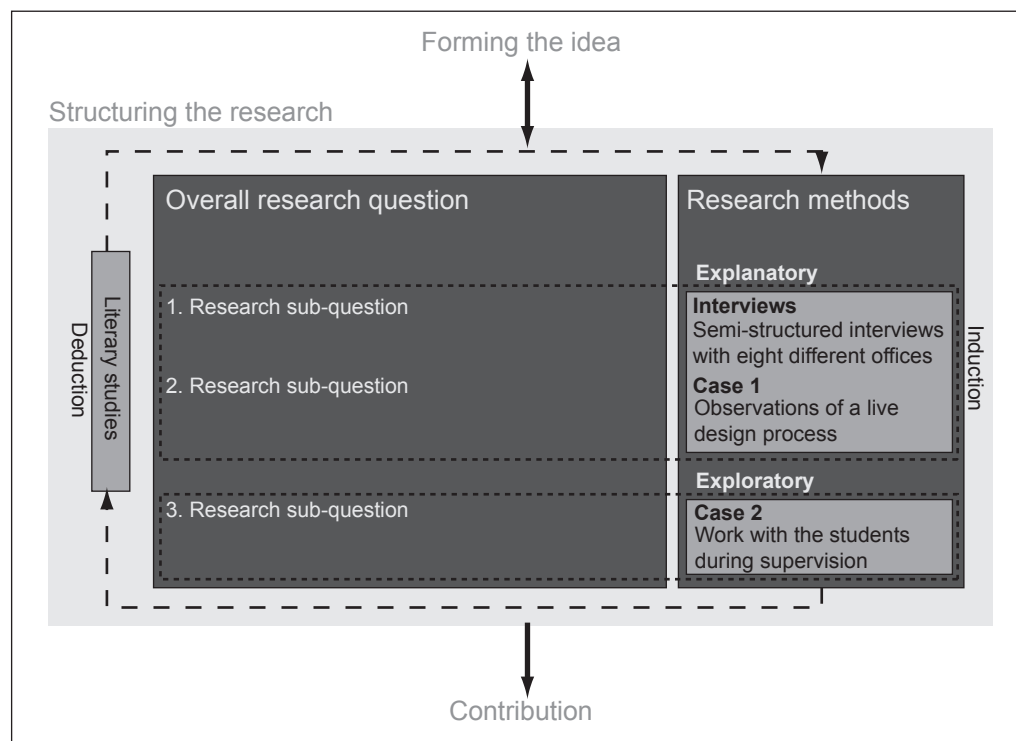 Forming the idea
Structuring the research
Overall research question
Research methods
Explanatory
1. Research sub-question
Interviews
Semi-structured interviews
with eight different offices
2. Research sub-question
Case 1
Observations of a live
design process
Exploratory
3. Research sub-question
Case 2
Work with the students
during supervision
Deduction
Literary studies
Induction
Contribution